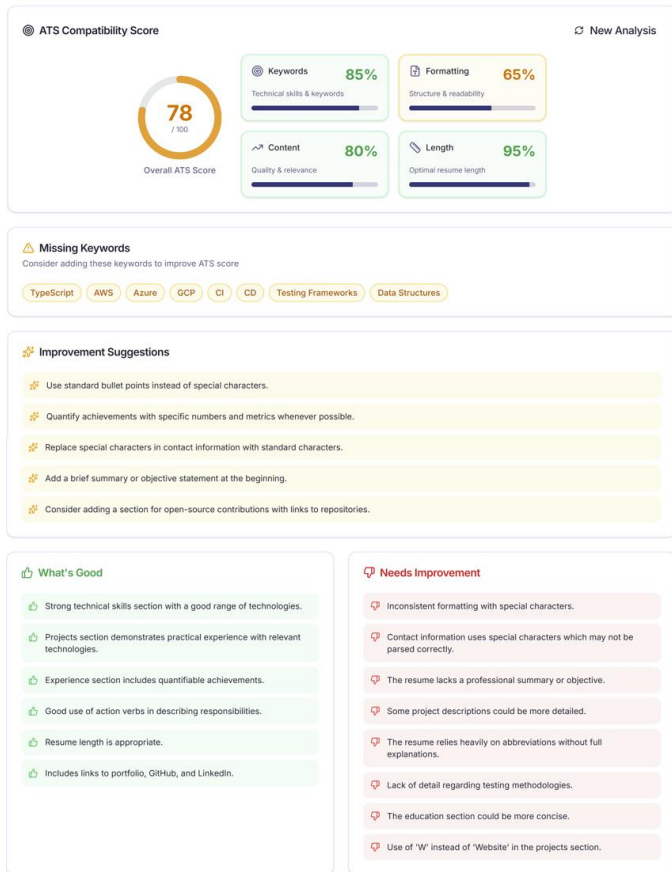 ATS Compatibility Score
New Analysis
78
/ 100
Overall ATS Score
Keywords
85%
Technical skills & keywords
Formatting
65%
Structure & readability
Content
80%
Quality & relevance
Length
95%
Optimal resume length
Missing Keywords
Consider adding these keywords to improve ATS score
TypeScript AWS Azure GCP CI CD Testing Frameworks Data Structures
Improvement Suggestions
Use standard bullet points instead of special characters.
Quantify achievements with specific numbers and metrics whenever possible.
Replace special characters in contact information with standard characters.
Add a brief summary or objective statement at the beginning.
Consider adding a section for open-source contributions with links to repositories.
What's Good
Strong technical skills section with a good range of technologies.
Projects section demonstrates practical experience with relevant
technologies.
Experience section includes quantifiable achievements.
Good use of action verbs in describing responsibilities.
Resume length is appropriate.
Includes links to portfolio, GitHub, and LinkedIn.
Needs Improvement
Inconsistent formatting with special characters.
Contact information uses special characters which may not be
parsed correctly.
The resume lacks a professional summary or objective.
Some project descriptions could be more detailed.
The resume relies heavily on abbreviations without full
explanations.
Lack of detail regarding testing methodologies.
The education section could be more concise.
Use of 'W' instead of 'Website' in the projects section.